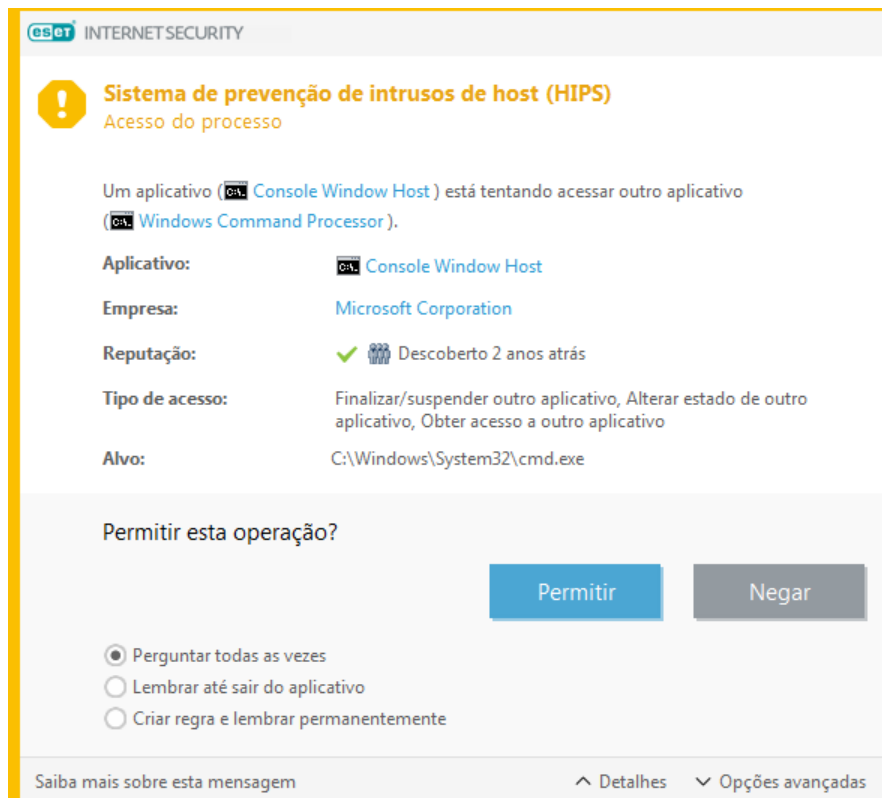 eset INTERNET SECURITY
Sistema de prevenção de intrusos de host (HIPS)
Acesso do processo
Um aplicativo ( Console Window Host ) está tentando acessar outro aplicativo
( Windows Command Processor ).
Aplicativo: Console Window Host
Empresa: Microsoft Corporation
Reputação: Descoberto 2 anos atrás
Tipo de acesso: Finalizar/suspender outro aplicativo, Alterar estado de outro
aplicativo, Obter acesso a outro aplicativo
Alvo: C:\Windows\System32\cmd.exe
Permitir esta operação?
Permitir Negar
Perguntar todas as vezes
Lembrar até sair do aplicativo
Criar regra e lembrar permanentemente
Saiba mais sobre esta mensagem Detalhes Opções avançadas